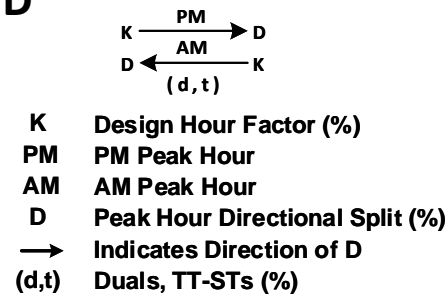 D
PM
K D
AM
D K
(d,t)
K Design Hour Factor (%)
PM PM Peak Hour
AM AM Peak Hour
D Peak Hour Directional Split (%)
Indicates Direction of D
(d,t) Duals, TT-STs (%)